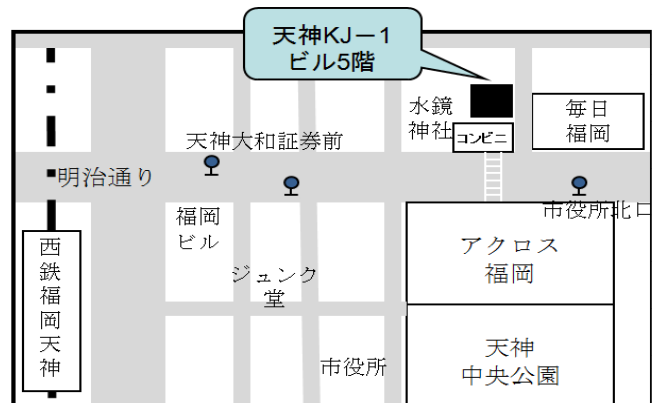 天神KJー1
ビル5階
水鏡
神社
コンビニ
毎日
福岡
天神大和証券前
明治通り
市役所北口
福岡
ビル
アクロス
福岡
西鉄福岡天神
ジュンク
堂
市役所
天神
中央公園